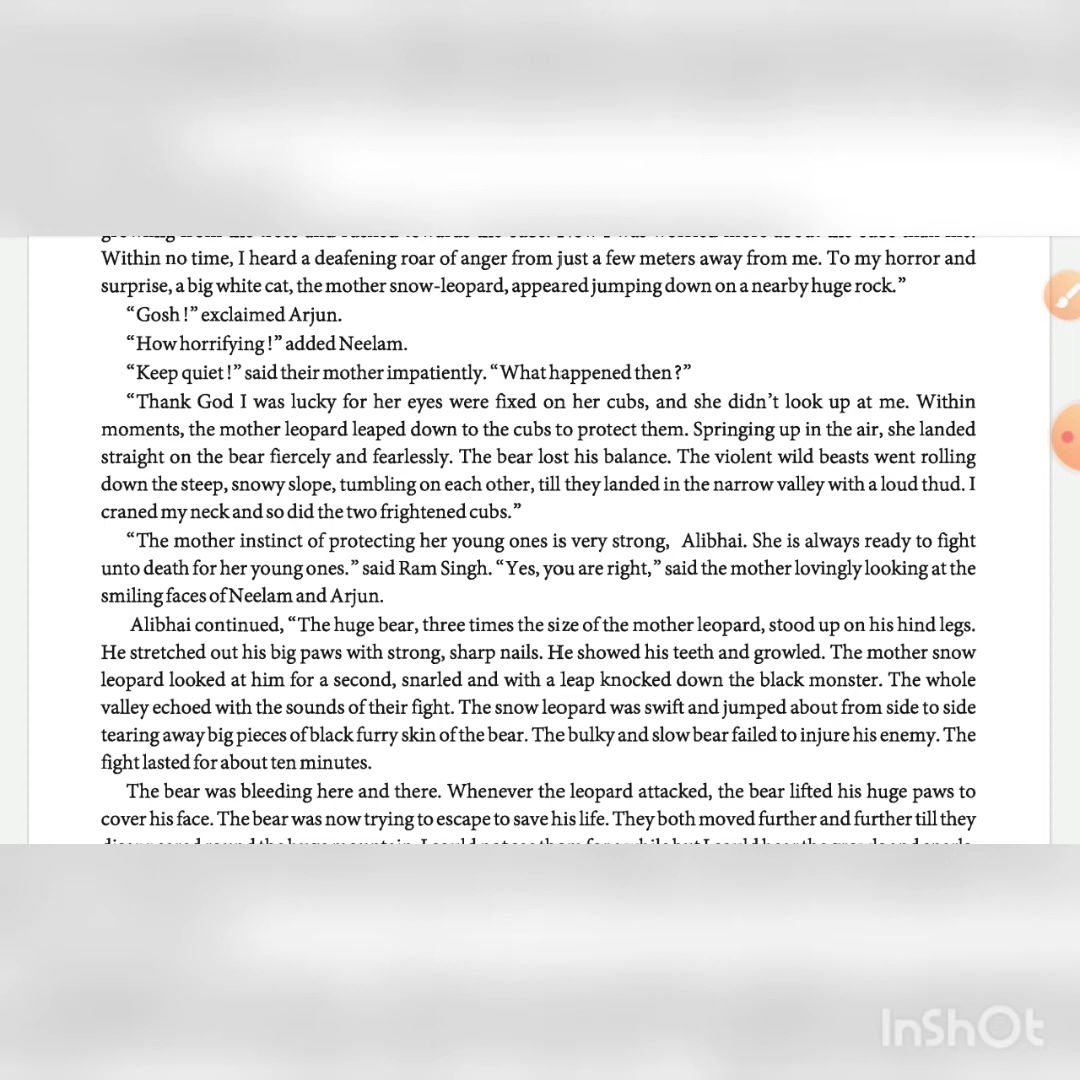 Within no time, I heard a deafening roar of anger from just a few meters away from me. To my horror and
surprise, a big white cat, the mother snow-leopard, appeared jumping down on a nearby huge rock.”
“Gosh !” exclaimed Arjun.
“How horrifying !” added Neelam.
“Keep quiet !” said their mother impatiently. “What happened then ?”
“Thank God I was lucky for her eyes were fixed on her cubs, and she didn’t look up at me. Within
moments, the mother leopard leaped down to the cubs to protect them. Springing up in the air, she landed
straight on the bear fiercely and fearlessly. The bear lost his balance. The violent wild beasts went rolling
down the steep, snowy slope, tumbling on each other, till they landed in the narrow valley with a loud thud. I
craned my neck and so did the two frightened cubs.”
“The mother instinct of protecting her young ones is very strong, Alibhai. She is always ready to fight
unto death for her young ones.” said Ram Singh. “Yes, you are right,” said the mother lovingly looking at the
smiling faces of Neelam and Arjun.
Alibhai continued, “The huge bear, three times the size of the mother leopard, stood up on his hind legs.
He stretched out his big paws with strong, sharp nails. He showed his teeth and growled. The mother snow
leopard looked at him for a second, snarled and with a leap knocked down the black monster. The whole
valley echoed with the sounds of their fight. The snow leopard was swift and jumped about from side to side
tearing away big pieces of black furry skin of the bear. The bulky and slow bear failed to injure his enemy. The
fight lasted for about ten minutes.
The bear was bleeding here and there. Whenever the leopard attacked, the bear lifted his huge paws to
cover his face. The bear was now trying to escape to save his life. They both moved further and further till they
InShOt